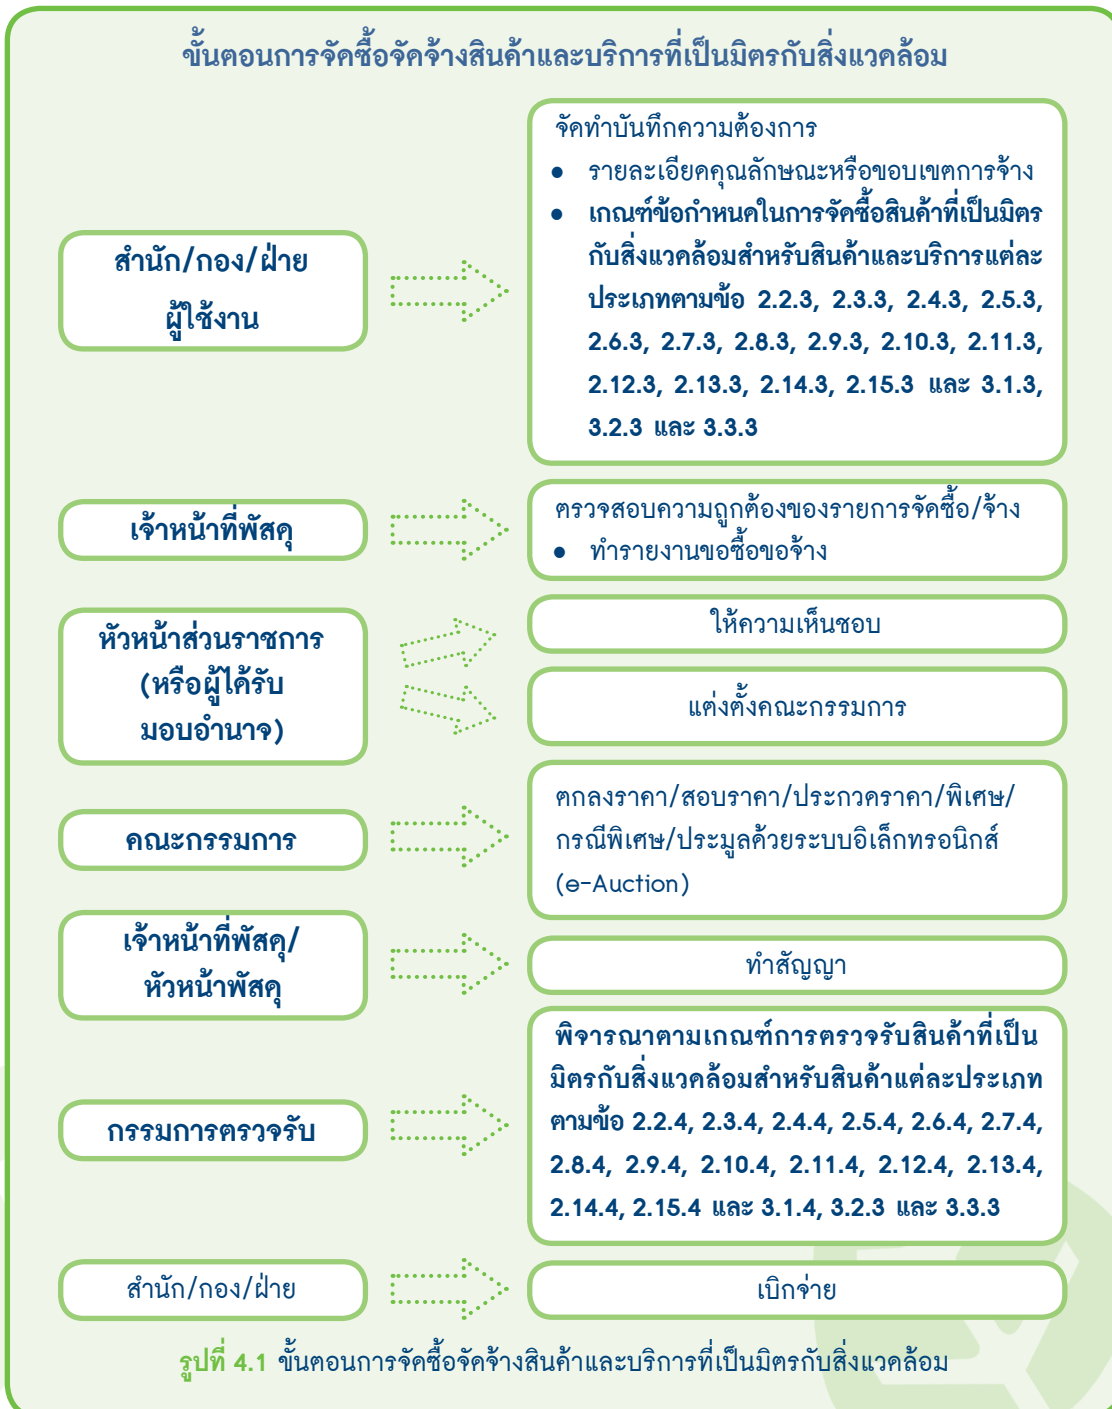 ขั้นตอนการจัดซื้อจัดจ้างสินค้าและบริการที่เป็นมิตรกับสิ่งแวดล้อม
สำนัก/กอง/ฝ่าย
ผู้ใช้งาน
จัดทำบันทึกความต้องการ
● รายละเอียดคุณลักษณะหรือขอบเขตการจ้าง
● เกณฑ์ข้อกำหนดในการจัดซื้อสินค้าที่เป็นมิตร
กับสิ่งแวดล้อมสำหรับสินค้าและบริการแต่ละ
ประเภทตามข้อ 2.2.3, 2.3.3, 2.4.3, 2.5.3,
2.6.3, 2.7.3, 2.8.3, 2.9.3, 2.10.3, 2.11.3,
2.12.3, 2.13.3, 2.14.3, 2.15.3 และ 3.1.3,
3.2.3 และ 3.3.3
เจ้าหน้าที่พัสดุ
ตรวจสอบความถูกต้องของรายการจัดซื้อ/จ้าง
● ทำรายงานขอซื้อขอจ้าง
หัวหน้าส่วนราชการ
(หรือผู้ได้รับ
มอบอำนาจ)
ให้ความเห็นชอบ
แต่งตั้งคณะกรรมการ
คณะกรรมการ
ตกลงราคา/สอบราคา/ประกวดราคา/พิเศษ/
กรณีพิเศษ/ประมูลด้วยระบบอิเล็กทรอนิกส์
(e-Auction)
เจ้าหน้าที่พัสดุ/
หัวหน้าพัสดุ
ทำสัญญา
กรรมการตรวจรับ
พิจารณาตามเกณฑ์การตรวจรับสินค้าที่เป็น
มิตรกับสิ่งแวดล้อมสำหรับสินค้าแต่ละประเภท
ตามข้อ 2.2.4, 2.3.4, 2.4.4, 2.5.4, 2.6.4, 2.7.4,
2.8.4, 2.9.4, 2.10.4, 2.11.4, 2.12.4, 2.13.4,
2.14.4, 2.15.4 และ 3.1.4, 3.2.3 และ 3.3.3
สำนัก/กอง/ฝ่าย
เบิกจ่าย
รูปที่ 4.1 ขั้นตอนการจัดซื้อจัดจ้างสินค้าและบริการที่เป็นมิตรกับสิ่งแวดล้อม